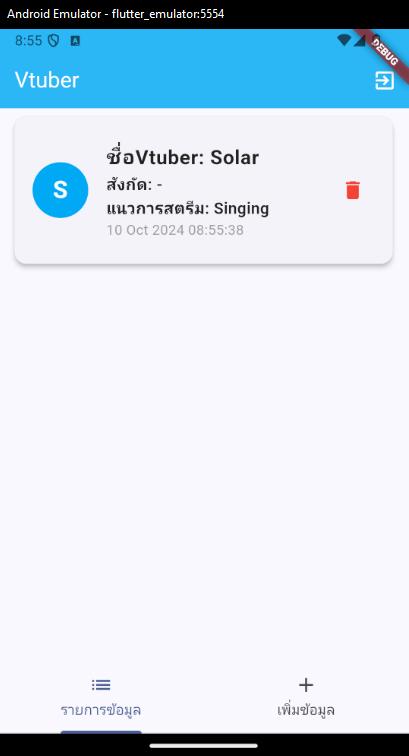 Android Emulator - flutter_emulator:5554
8:55
DEBUG
Vtuber
S
ชื่อVtuber: Solar
สังกัด: -
แนวการสตรีม: Singing
10 Oct 2024 08:55:38
รายการข้อมูล
เพิ่มข้อมูล